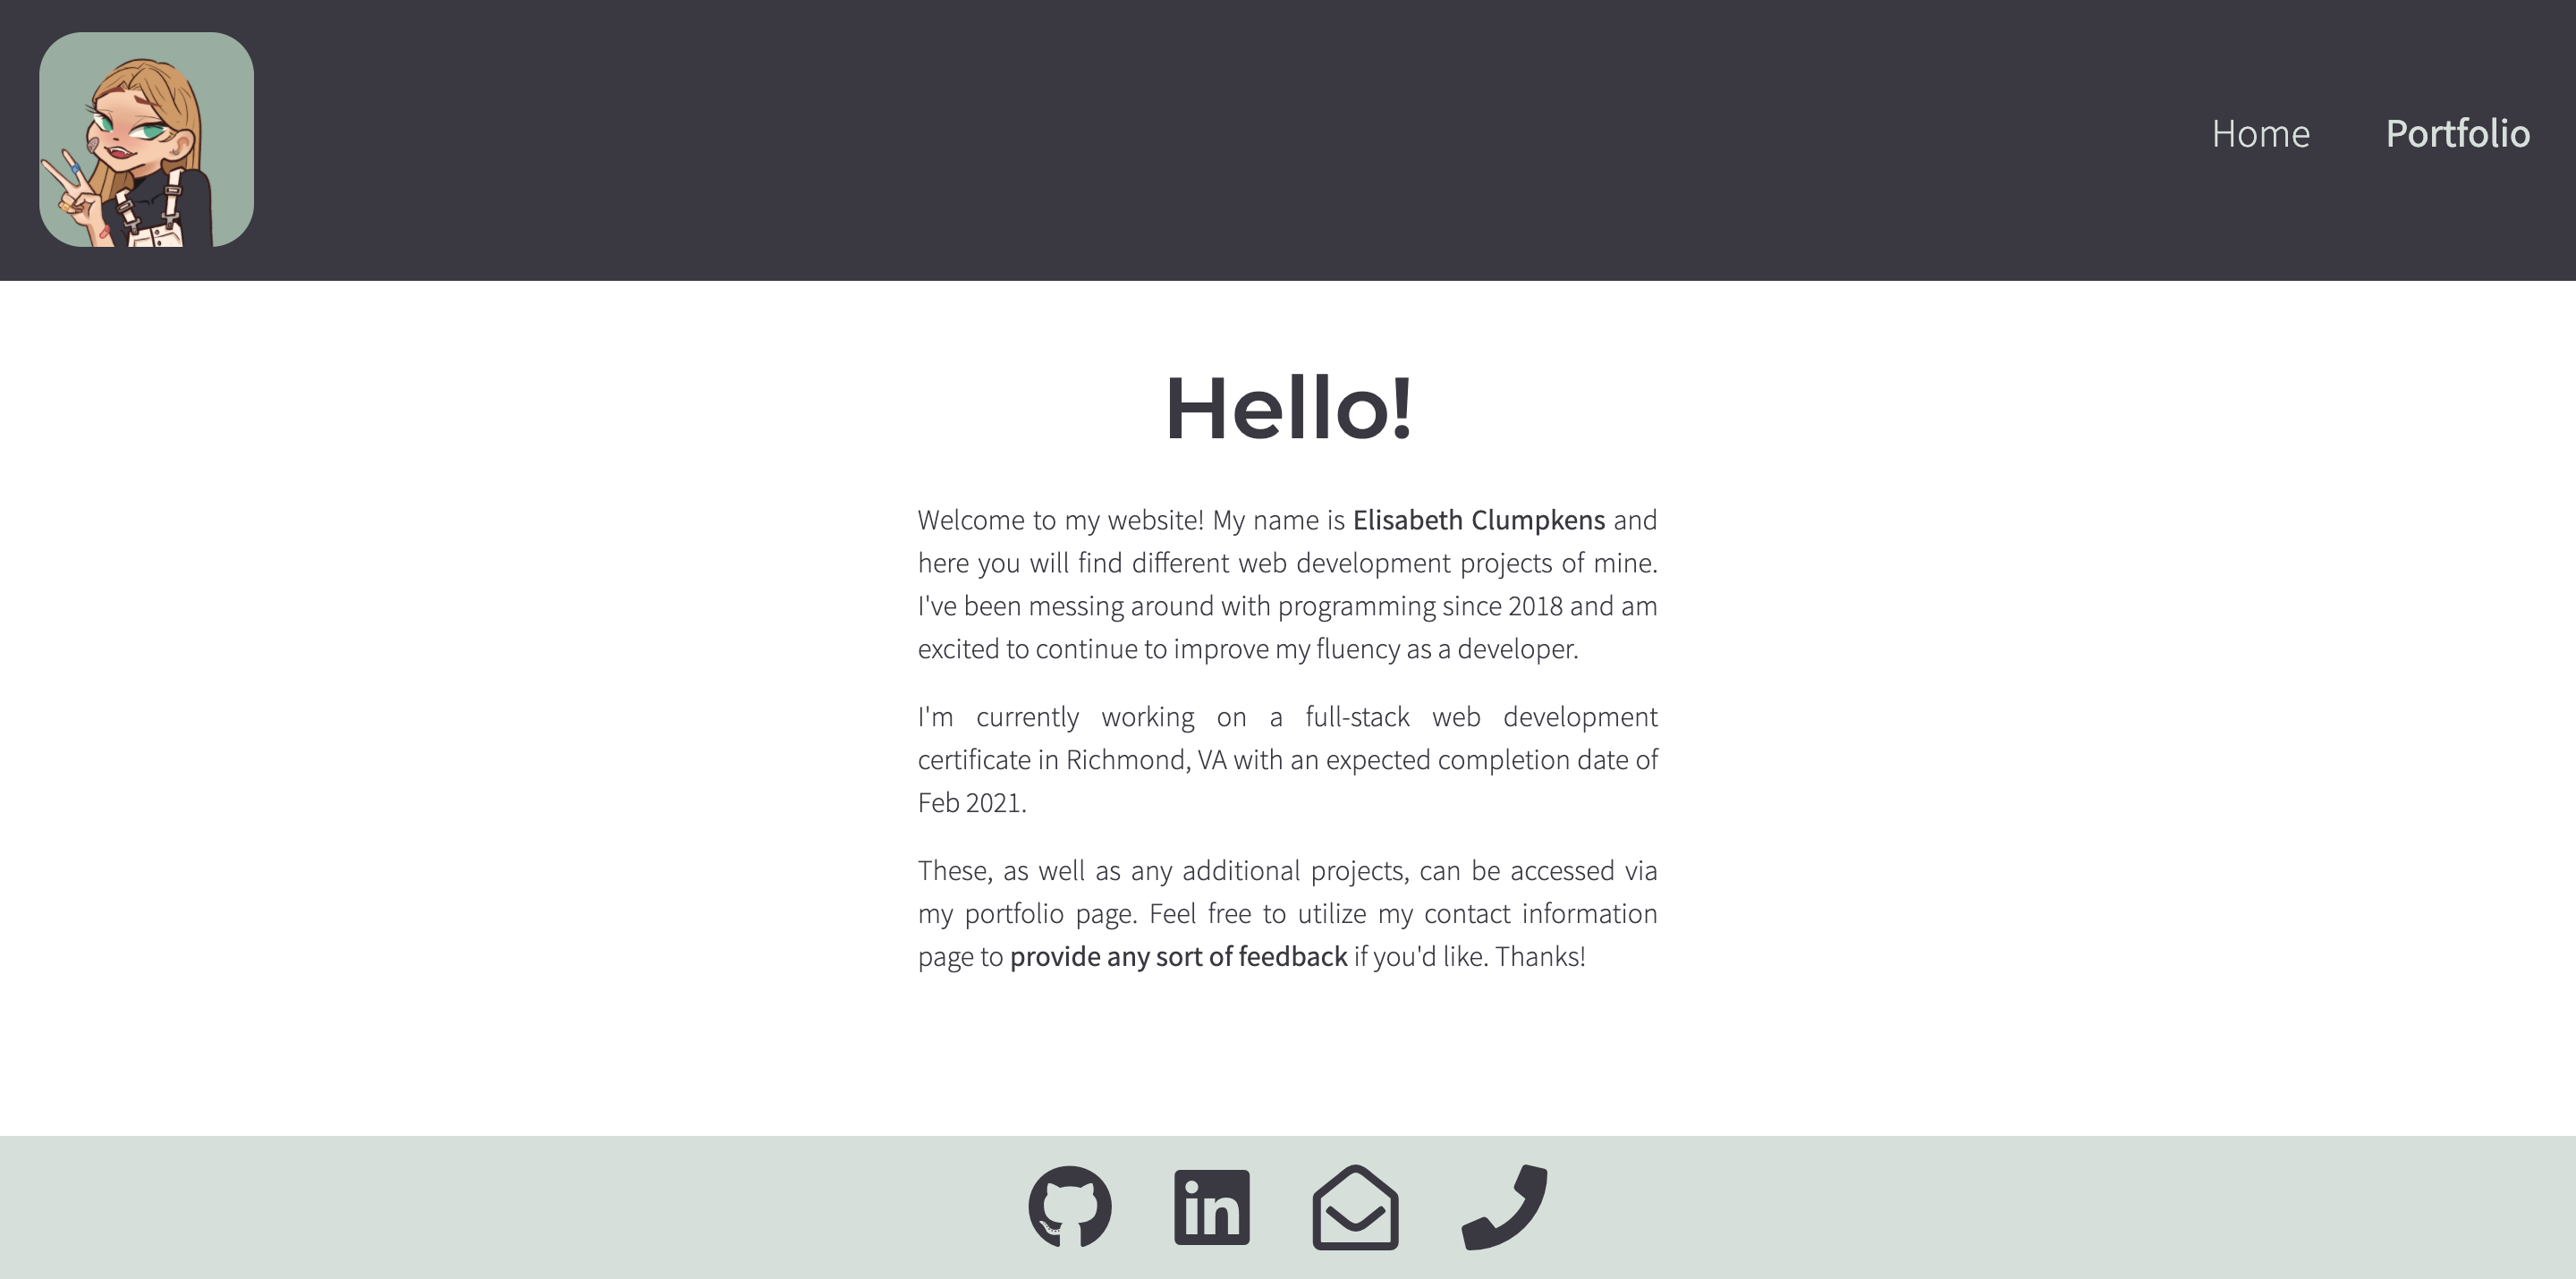 Home
Portfolio
Hello!
Welcome to my website! My name is Elisabeth Clumpkens and
here you will find different web development projects of mine.
I've been messing around with programming since 2018 and am
excited to continue to improve my fluency as a developer.
I'm currently working on a full-stack web development
certificate in Richmond, VA with an expected completion date of
Feb 2021.
These, as well as any additional projects, can be accessed via
my portfolio page. Feel free to utilize my contact information
page to provide any sort of feedback if you'd like. Thanks!
in